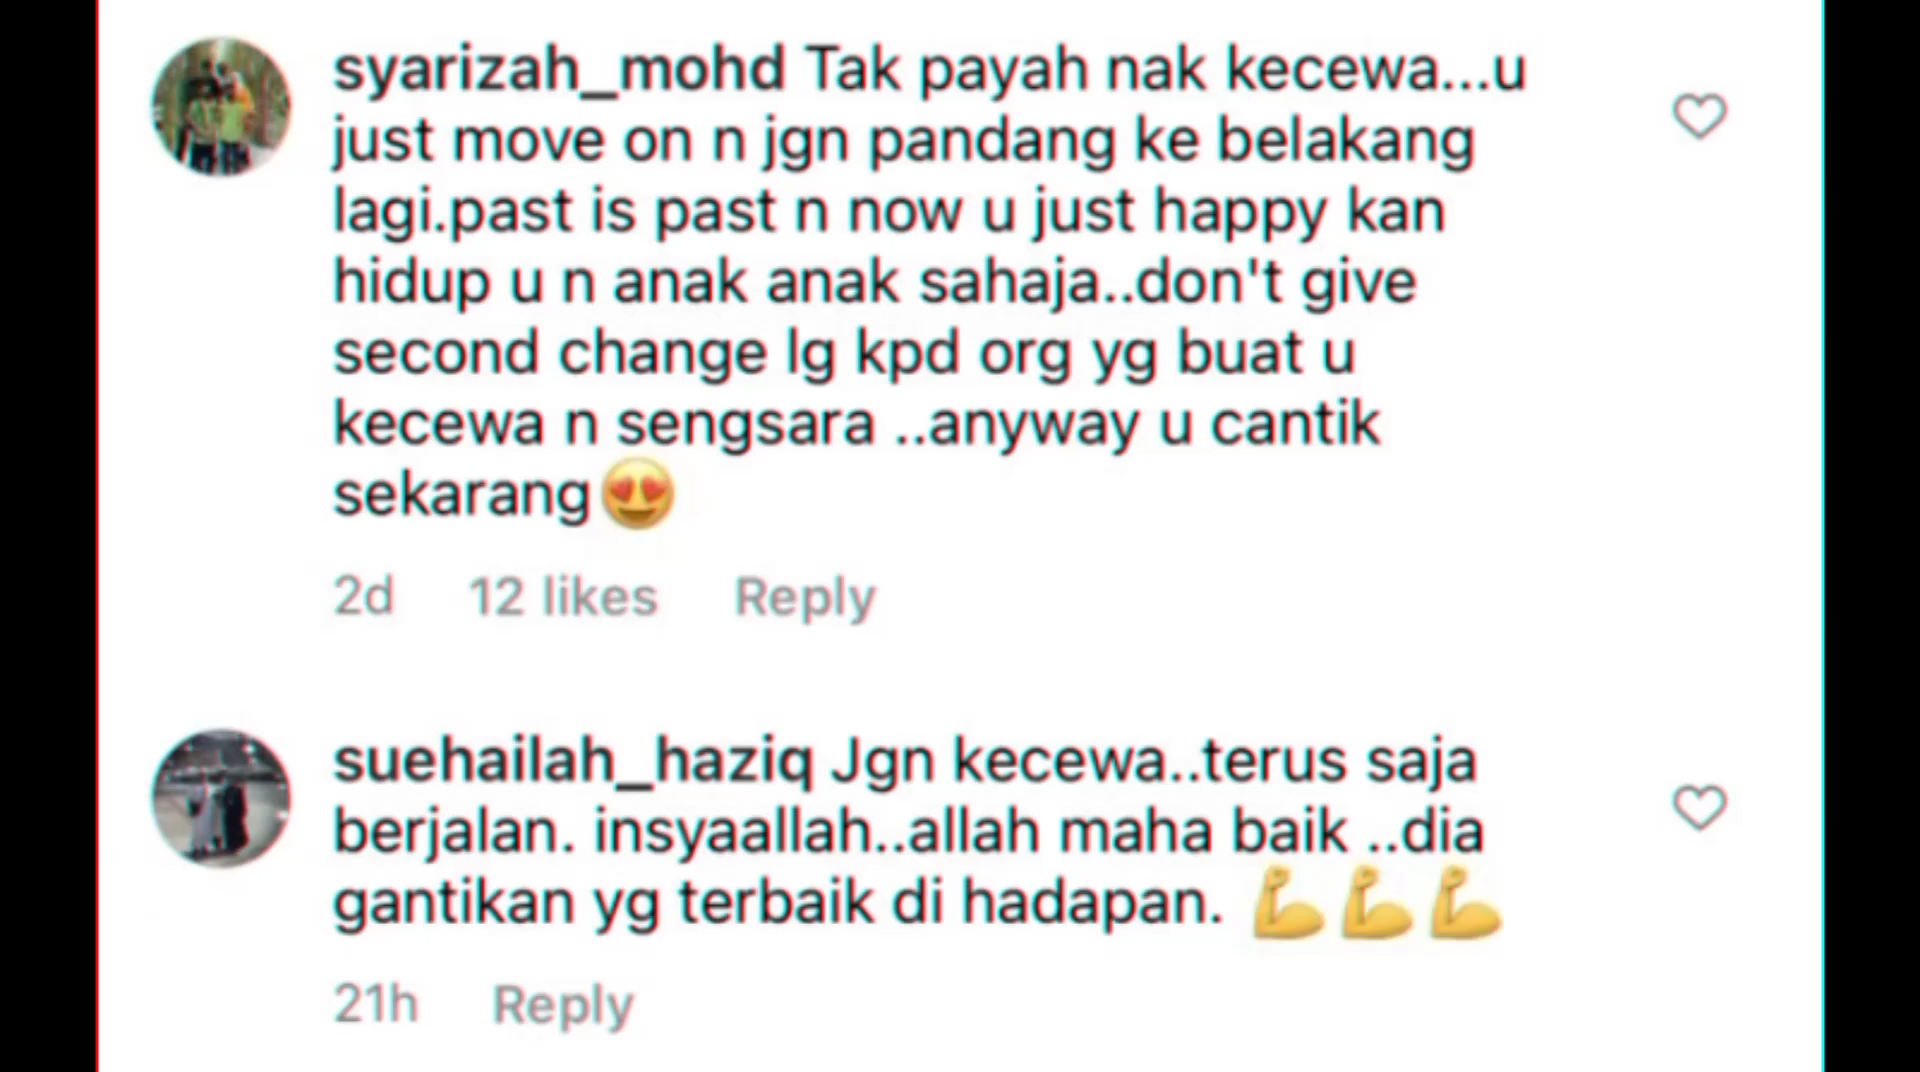 syarizah_mohd Tak payah nak kecewa...u
just move on n jgn pandang ke belakang
lagi.past is past n now u just happy kan
hidup u n anak anak sahaja..don't give
second change lg kpd org yg buat u
kecewa n sengsara ..anyway u cantik
sekarang😍
2d 12 likes Reply
suehailah_haziq Jgn kecewa..terus saja
berjalan. insyaallah..allah maha baik ..dia
gantikan yg terbaik di hadapan. 💪💪💪
21h Reply